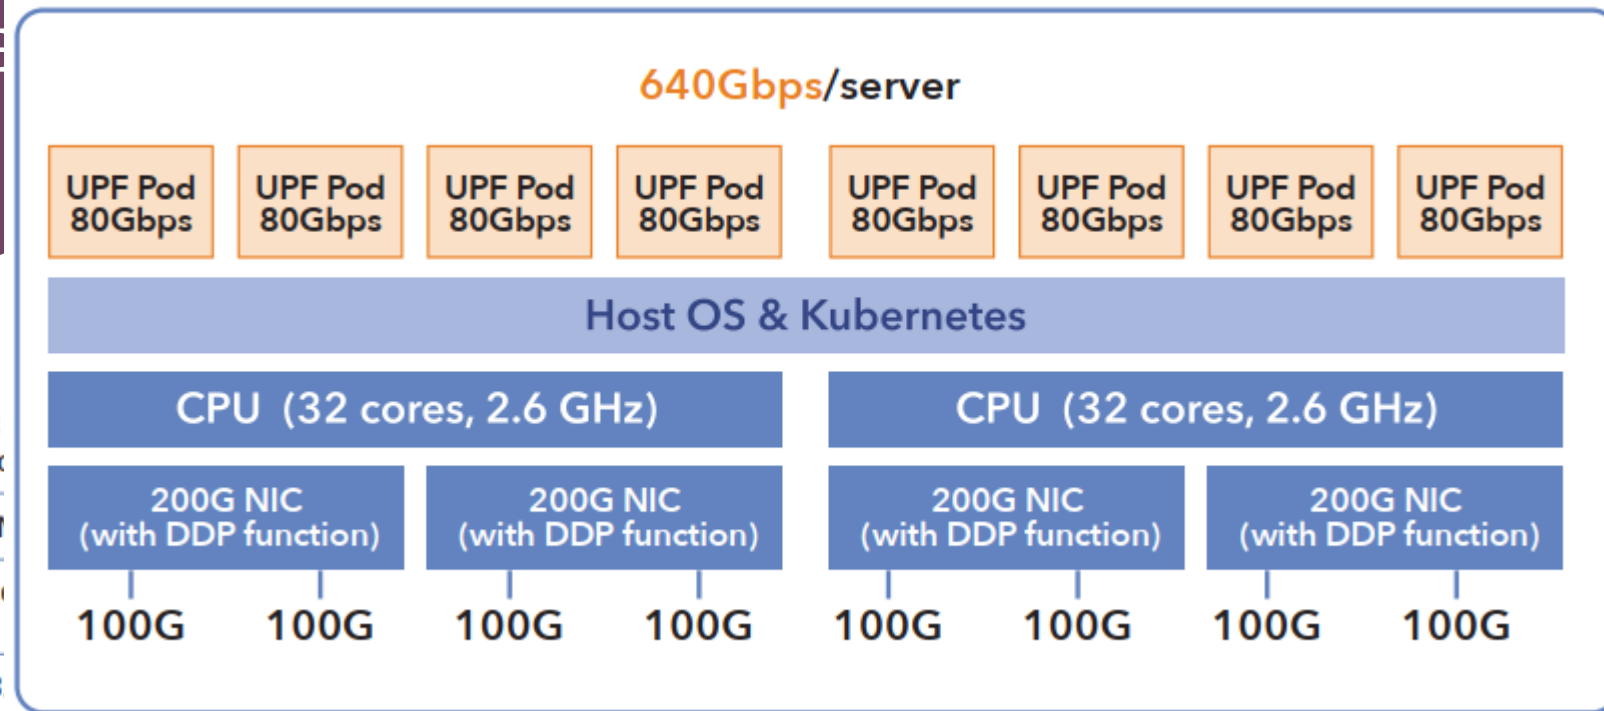 640Gbps/server
UPF Pod
80Gbps
UPF Pod
80Gbps
UPF Pod
80Gbps
UPF Pod
80Gbps
UPF Pod
80Gbps
UPF Pod
80Gbps
UPF Pod
80Gbps
UPF Pod
80Gbps
Host OS & Kubernetes
CPU (32 cores, 2.6 GHz)
CPU (32 cores, 2.6 GHz)
200G NIC
(with DDP function)
200G NIC
(with DDP function)
200G NIC
(with DDP function)
200G NIC
(with DDP function)
100G
100G
100G
100G
100G
100G
100G
100G